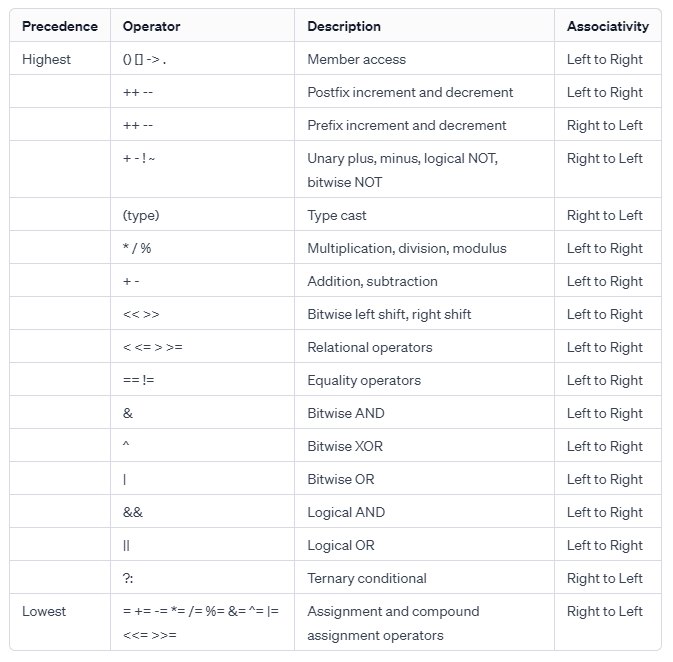 Precedence Operator Description Associativity
Highest () [] -> . Member access Left to Right
++ -- Postfix increment and decrement Left to Right
++ -- Prefix increment and decrement Right to Left
+ - ! ~ Unary plus, minus, logical NOT, Right to Left
bitwise NOT
(type) Type cast Right to Left
* / % Multiplication, division, modulus Left to Right
+ - Addition, subtraction Left to Right
<< >> Bitwise left shift, right shift Left to Right
< <= > >= Relational operators Left to Right
== != Equality operators Left to Right
& Bitwise AND Left to Right
^ Bitwise XOR Left to Right
| Bitwise OR Left to Right
&& Logical AND Left to Right
|| Logical OR Left to Right
?: Ternary conditional Right to Left
Lowest = += -= *= /= %= &= ^= |= Assignment and compound Right to Left
<<= >>= assignment operators